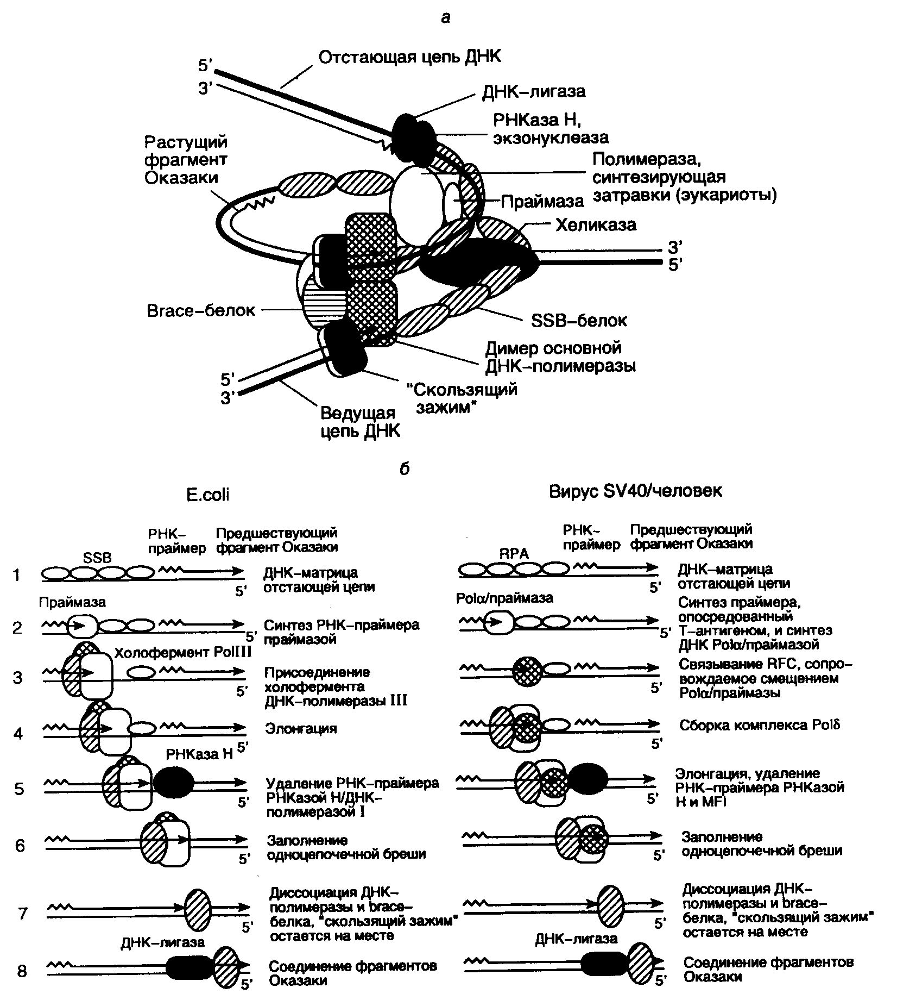 а
5'
Отстающая цепь ДНК
3'
ДНК–лигаза
РНКаза Н,
экзонуклеаза
Растущий
фрагмент
Оказаки
Полимераза,
синтезирующая
затравки (эукариоты)
Праймаза
Хеликаза
3'
5'
Brace–белок
SSB–белок
Димер основной
ДНК–полимеразы
5'
3'
"Скользящий
зажим"
Ведущая
цепь ДНК
б
E.coli
РНК–
праймер
Предшествующий
фрагмент Оказаки
SSB
1
5'
ДНК–матрица
отстающей цепи
Праймаза
2
5'
Синтез РНК–праймера
праймазой
Холофермент PolIII
3
5'
Присоединение
холофермента
ДНК–полимеразы III
4
5'
Элонгация
РНКаза Н
5
5'
Удаление РНК–праймера
РНКазой Н/ДНК–
полимеразой I
6
5'
Заполнение
одноцепочечной бреши
7
5'
Диссоциация ДНК–
полимеразы и brace–
белка, "скользящий зажим"
остается на месте
ДНК–лигаза
8
5'
Соединение фрагментов
Оказаки
Вирус SV40/человек
РНК–
праймер
Предшествующий
фрагмент Оказаки
RPA
5'
ДНК–матрица
отстающей цепи
Polα/праймаза
5'
Синтез праймера,
опосредованный
Т–антигеном, и синтез
ДНК Polα/праймазой
5'
Связывание RFC, сопро–
вождаемое смещением
Polα/праймазы
5'
Сборка комплекса Polδ
5'
Элонгация, удаление
РНК–праймера РНКазой
Н и MFI
5'
Заполнение
одноцепочечной бреши
5'
Диссоциация ДНК–
полимеразы и brace–
белка, "скользящий зажим"
остается на месте
ДНК–лигаза
5'
Соединение фрагментов
Оказаки